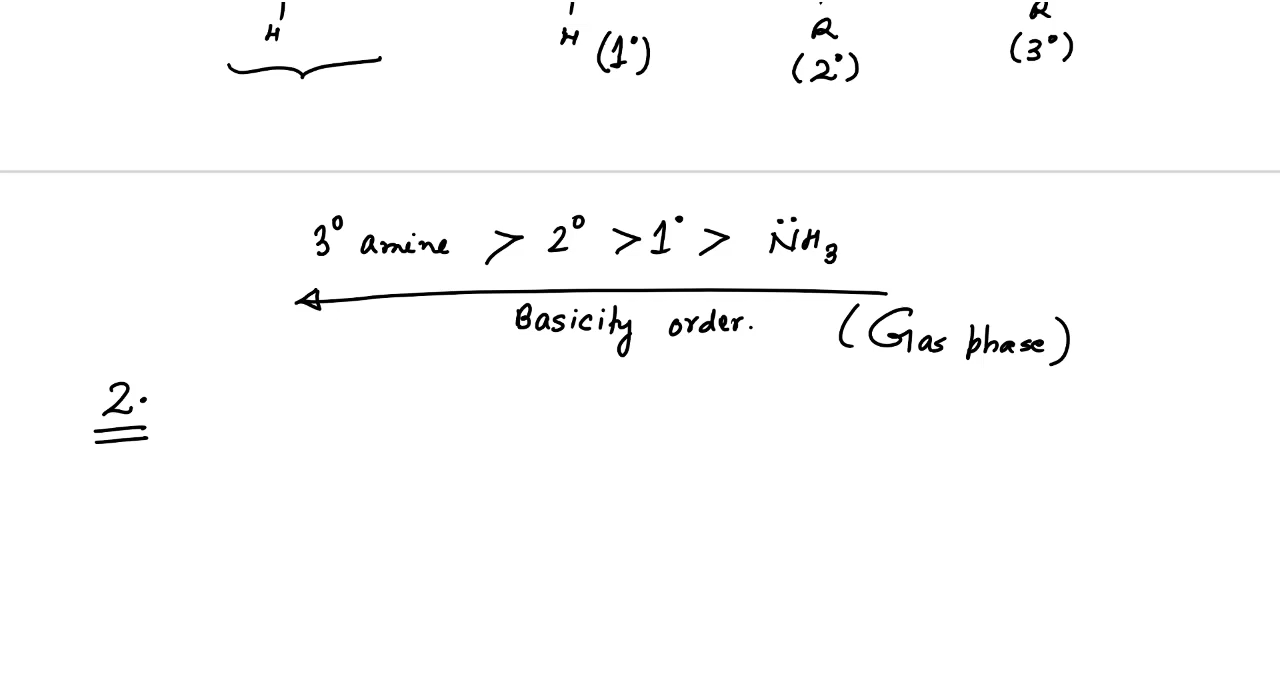 H H R R
(1°) (2°) (3°)
3° amine > 2° > 1° > N̈H₃
Basicity order. (Gas phase)
2.